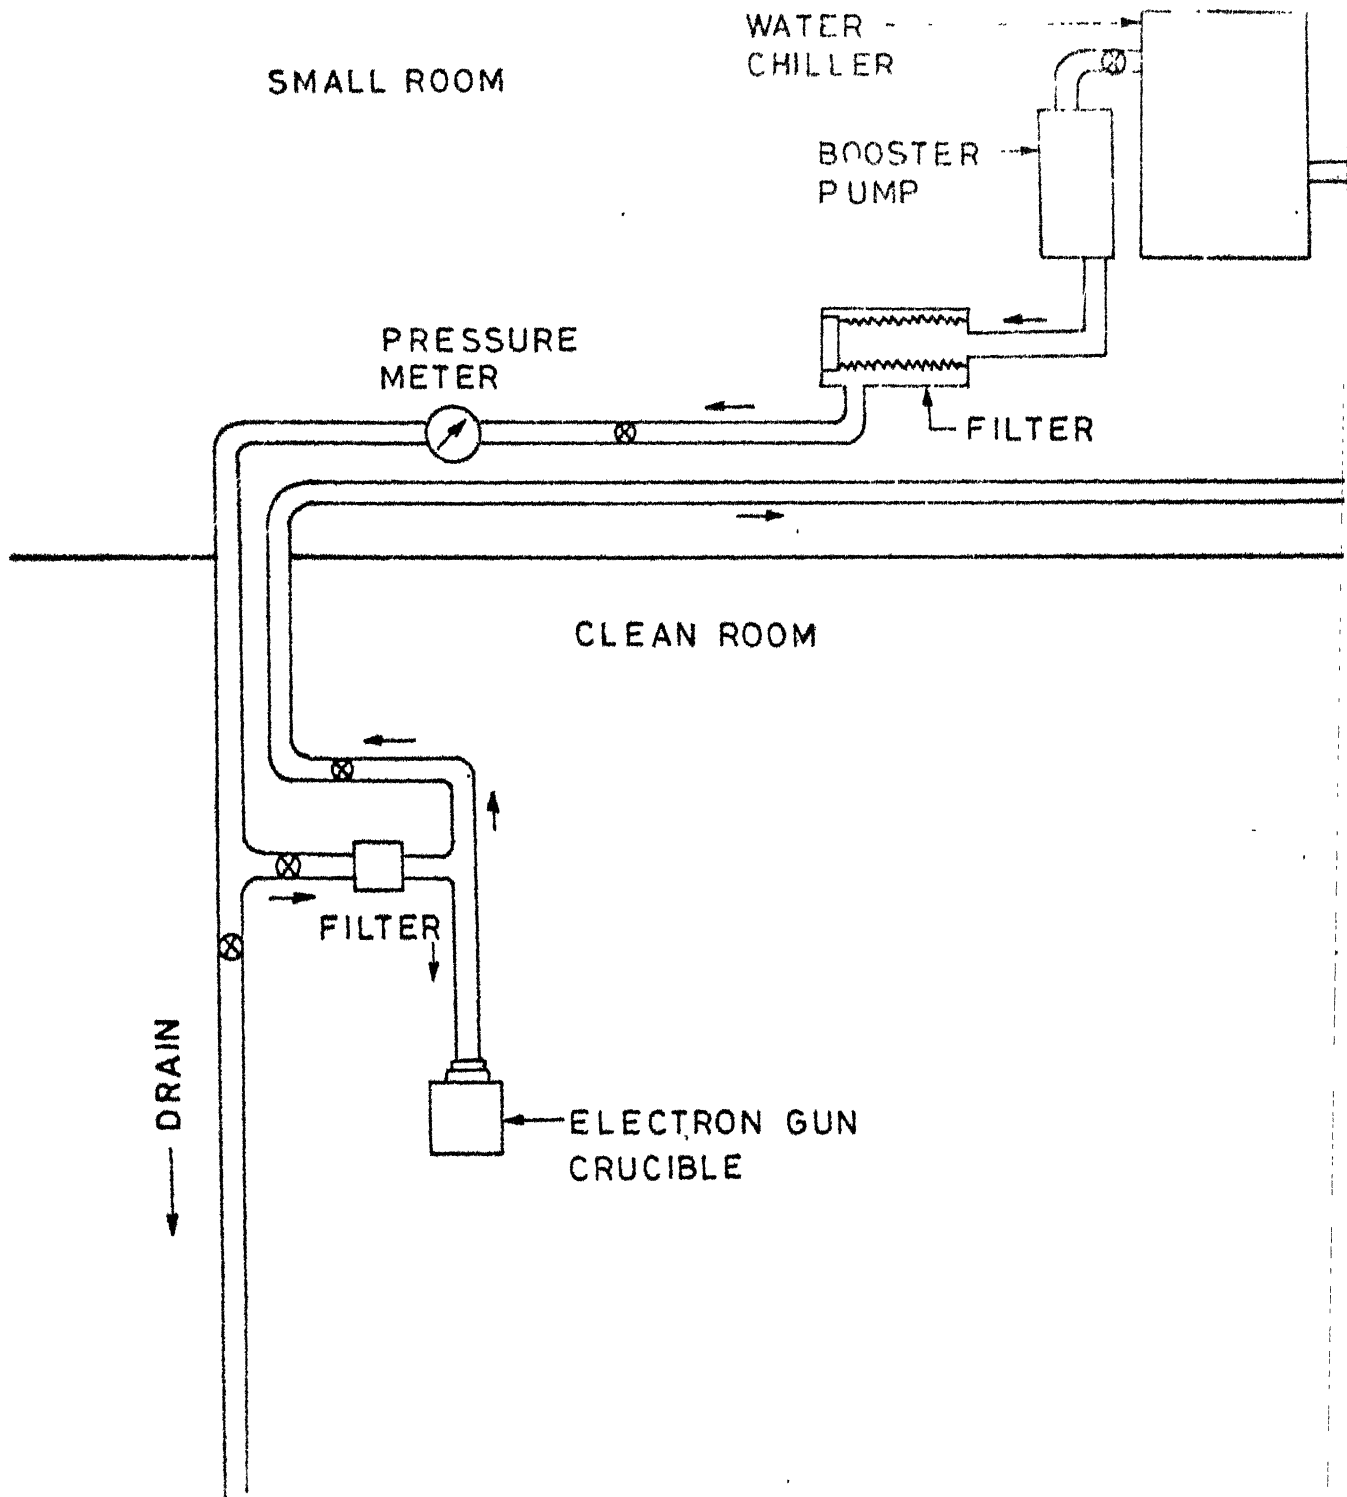 WATER
CHILLER
SMALL ROOM
BOOSTER
PUMP
PRESSURE
METER
FILTER
CLEAN ROOM
FILTER
DRAIN
ELECTRON GUN
CRUCIBLE